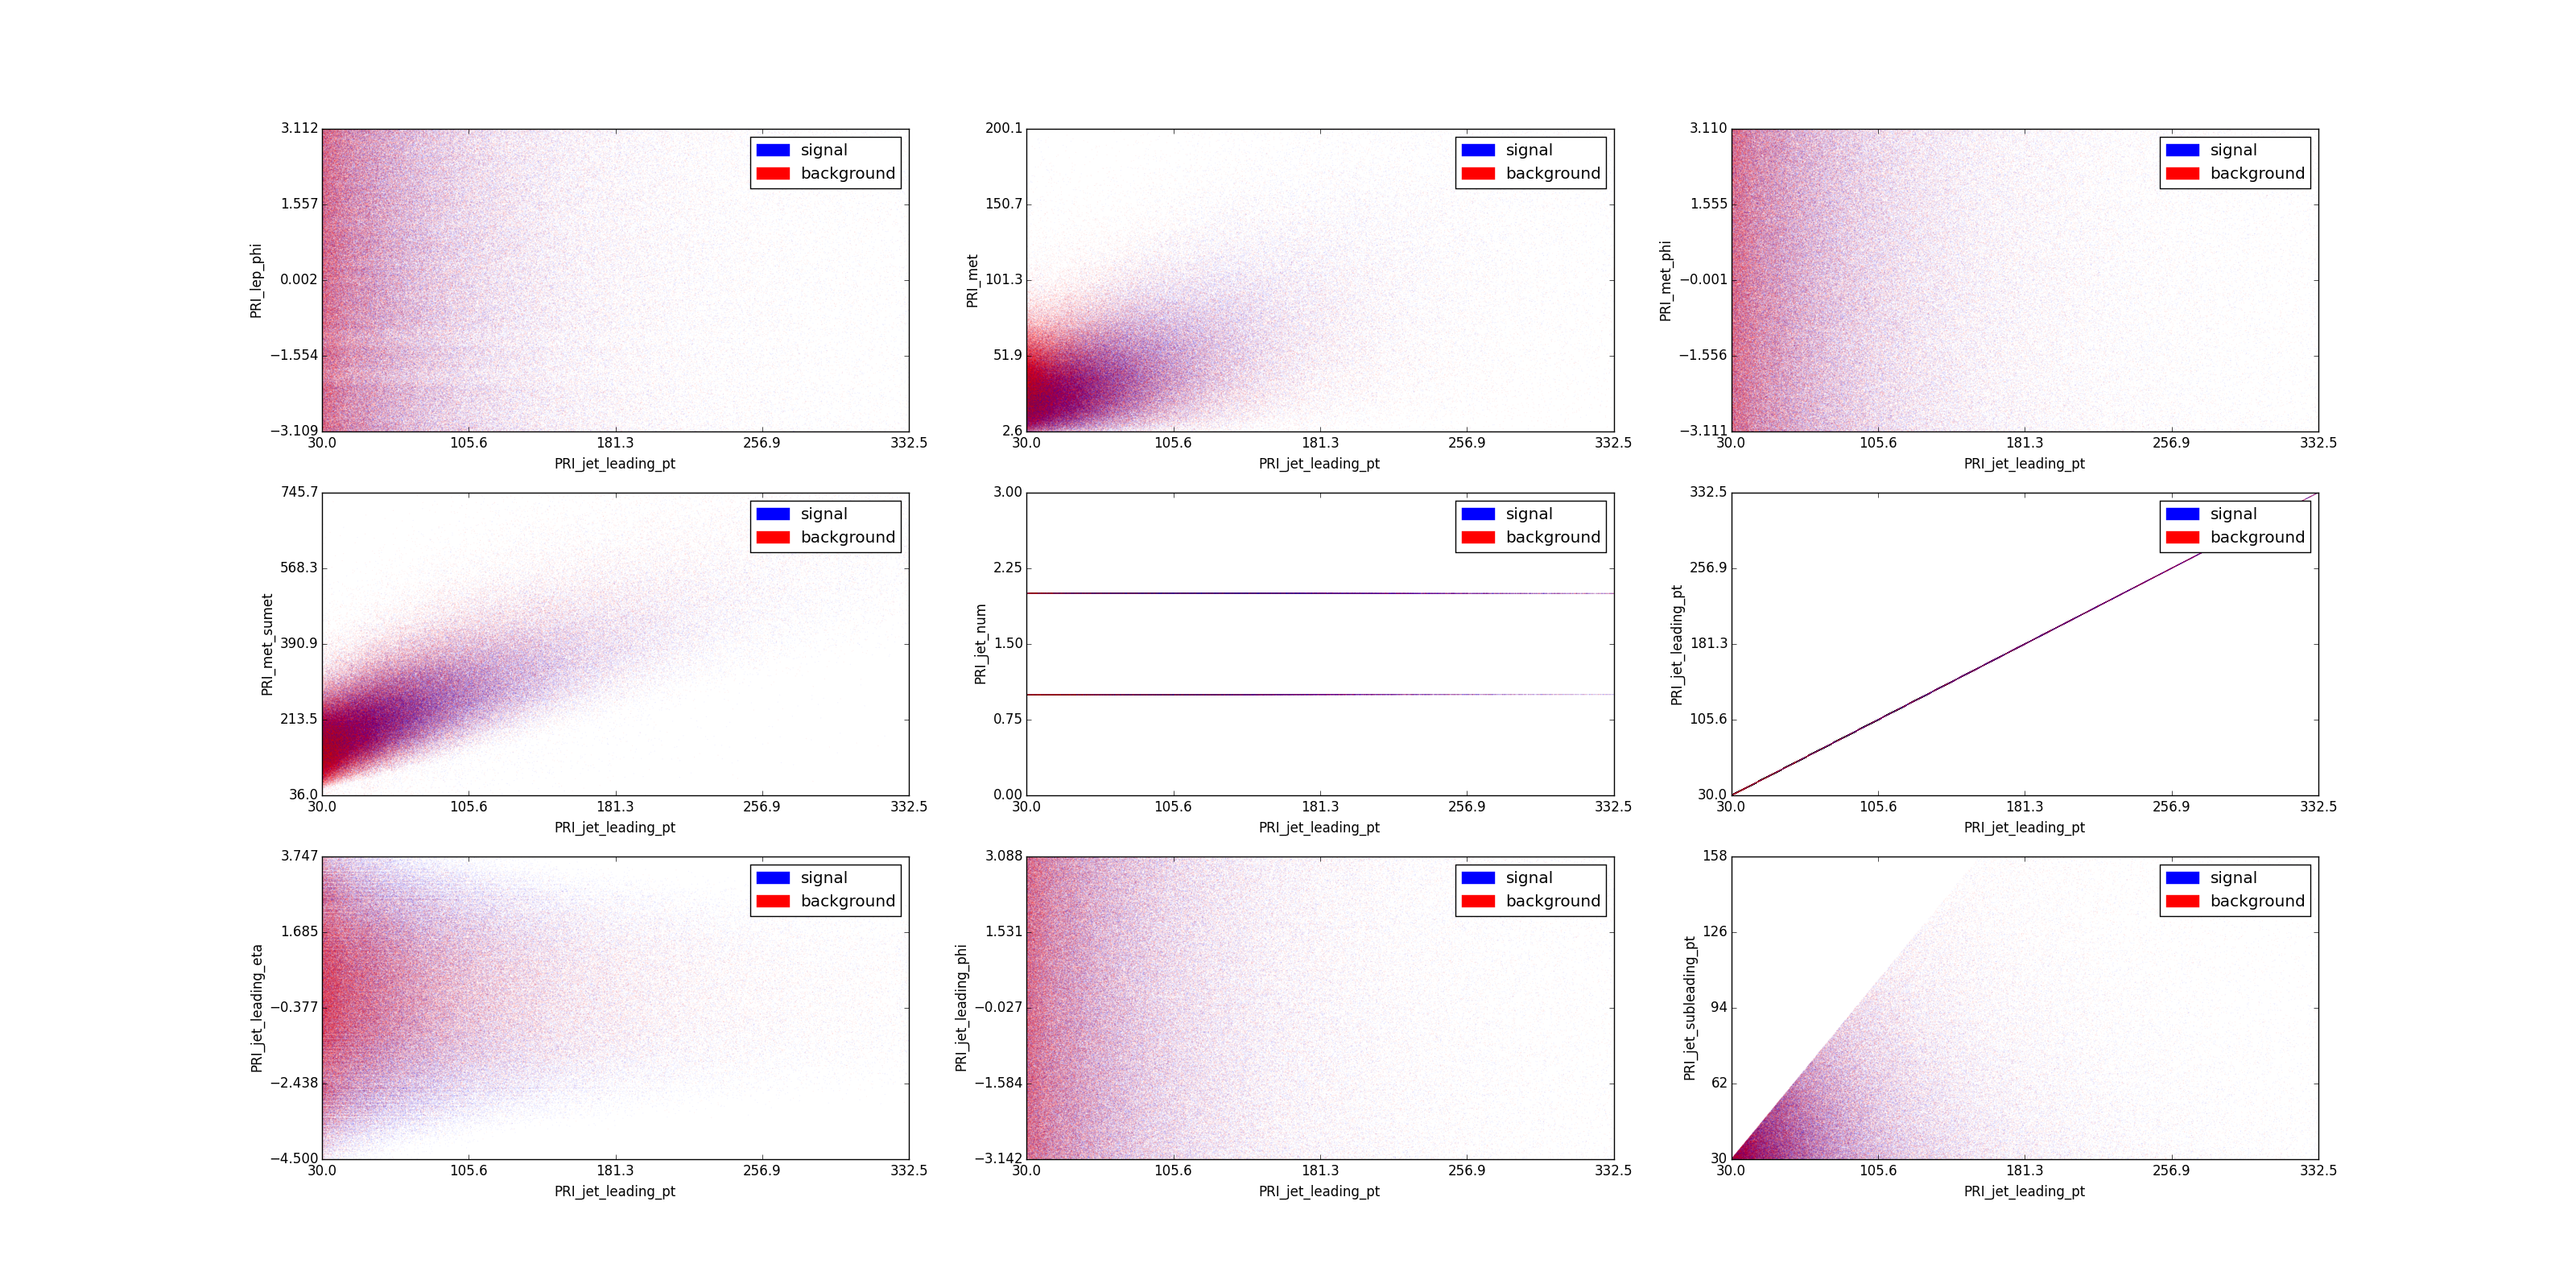 3.112
1.557
0.002
−1.554
−3.109
PRI_lep_phi
signal
background
30.0 105.6 181.3 256.9 332.5
PRI_jet_leading_pt
200.1
150.7
101.3
51.9
2.6
PRI_met
signal
background
30.0 105.6 181.3 256.9 332.5
PRI_jet_leading_pt
3.110
1.555
−0.001
−1.556
−3.111
PRI_met_phi
signal
background
30.0 105.6 181.3 256.9 332.5
PRI_jet_leading_pt
745.7
568.3
390.9
213.5
36.0
PRI_met_sumet
signal
background
30.0 105.6 181.3 256.9 332.5
PRI_jet_leading_pt
3.00
2.25
1.50
0.75
0.00
PRI_jet_num
signal
background
30.0 105.6 181.3 256.9 332.5
PRI_jet_leading_pt
332.5
256.9
181.3
105.6
30.0
PRI_jet_leading_pt
signal
background
30.0 105.6 181.3 256.9 332.5
PRI_jet_leading_pt
3.747
1.685
−0.377
−2.438
−4.500
PRI_jet_leading_eta
signal
background
30.0 105.6 181.3 256.9 332.5
PRI_jet_leading_pt
3.088
1.531
−0.027
−1.584
−3.142
PRI_jet_leading_phi
signal
background
30.0 105.6 181.3 256.9 332.5
PRI_jet_leading_pt
158
126
94
62
30
PRI_jet_subleading_pt
signal
background
30.0 105.6 181.3 256.9 332.5
PRI_jet_leading_pt